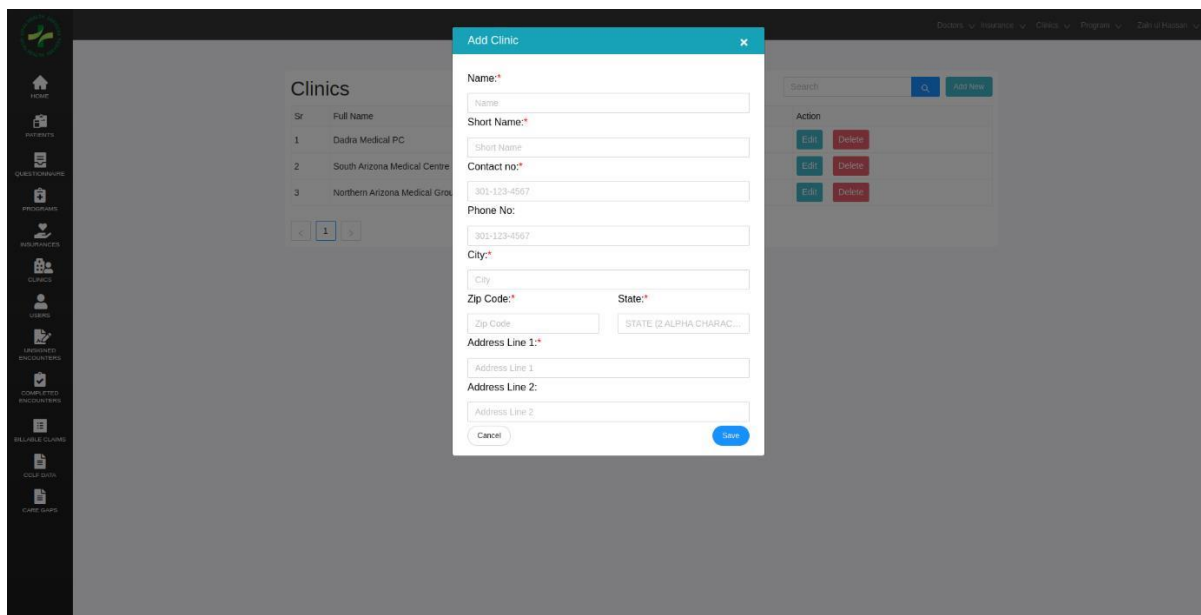 Doctors Insurance Clinics Program Zaki ul Hassan
HOME
PATIENTS
QUESTIONNAIRE
PROGRAMS
INSURANCES
CLINICS
USERS
UNSIGNED
ENCOUNTERS
COMPLETED
ENCOUNTERS
BILLABLE CLAIMS
CCLF DATA
CARE GAPS
Clinics
Search
Add New
Sr Full Name Action
1 Dadra Medical PC Edit Delete
2 South Arizona Medical Centre Edit Delete
3 Northern Arizona Medical Grou Edit Delete
< 1 >
Add Clinic ×
Name:*
Name
Short Name:*
Short Name
Contact no:*
301-123-4567
Phone No:
301-123-4567
City:*
City
Zip Code:* State:*
Zip Code STATE (2 ALPHA CHARAC...
Address Line 1:*
Address Line 1
Address Line 2:
Address Line 2
Cancel Save